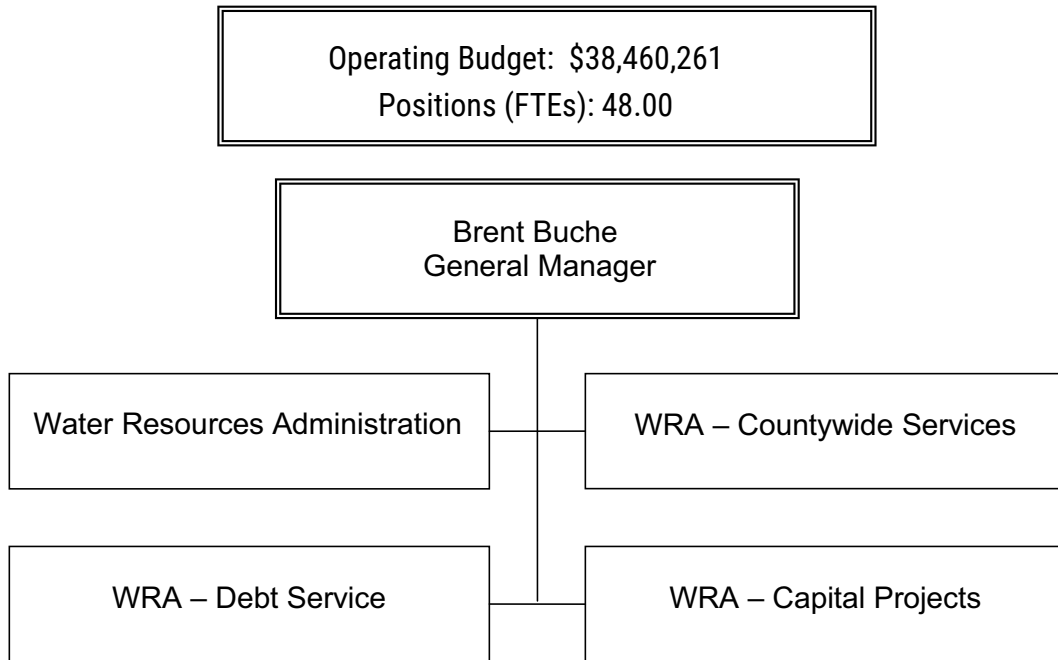 Operating Budget: $38,460,261
Positions (FTEs): 48.00
Brent Buche
General Manager
Water Resources Administration
WRA – Countywide Services
WRA – Debt Service
WRA – Capital Projects